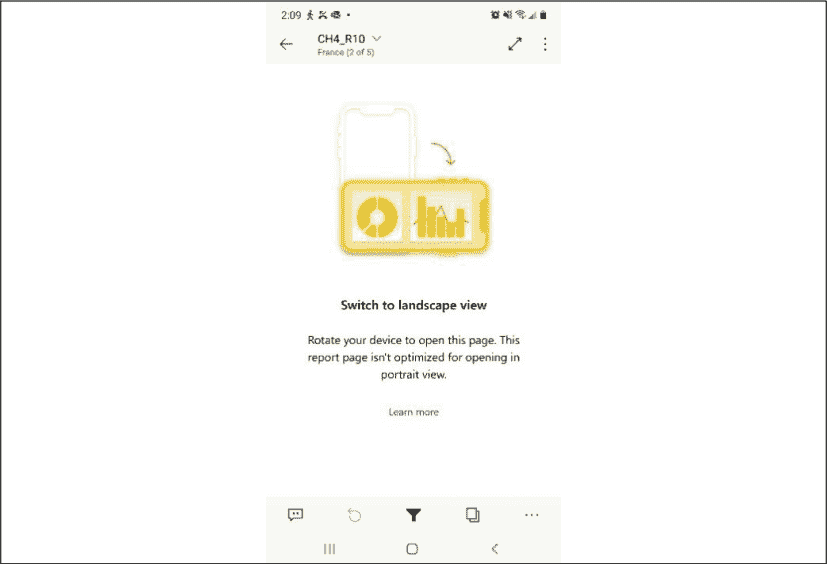 2:09
CH4_R10
France (2 of 5)
Switch to landscape view
Rotate your device to open this page. This
report page isn't optimized for opening in
portrait view.
Learn more